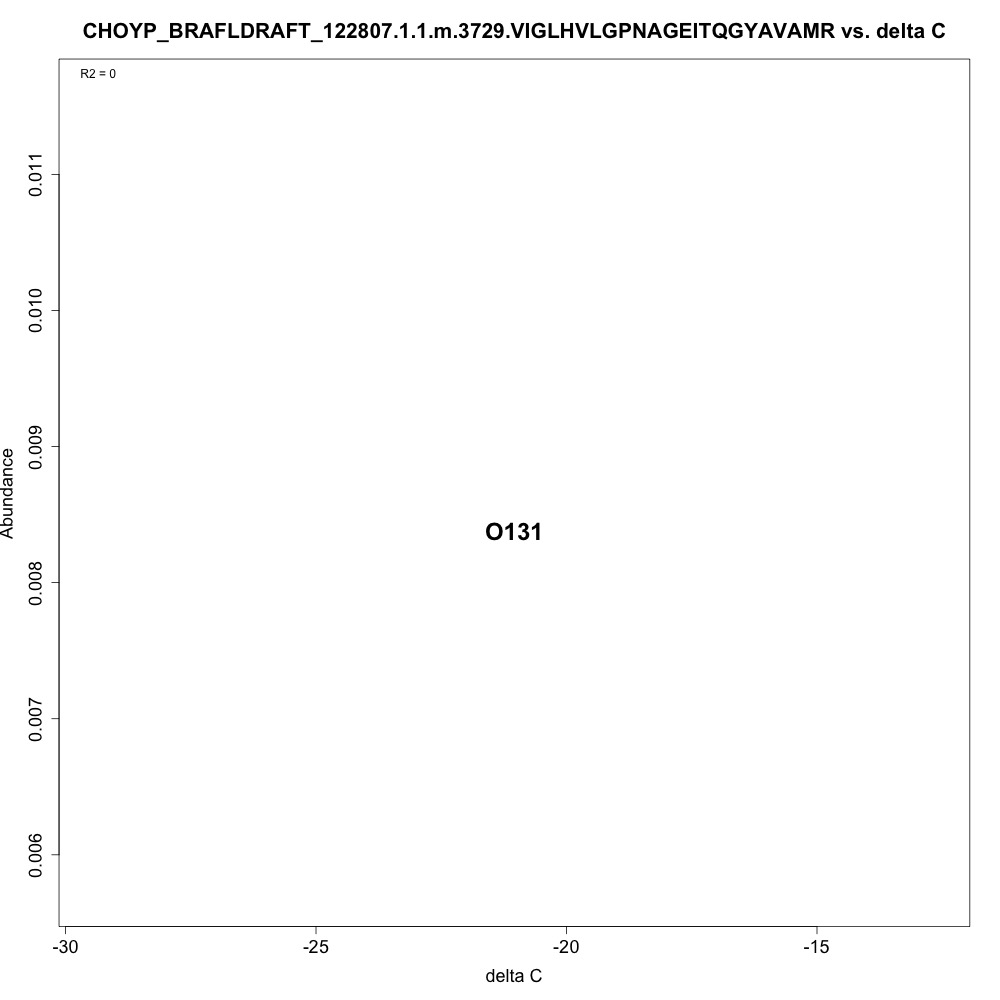 CHOYP_BRAFLDRAFT_122807.1.1.m.3729.VIGLHVLGPNAGEITQGYAVAMR vs. delta C
R2 = 0
0.011
0.010
0.009
Abundance
O131
0.008
0.007
0.006
-30 -25 -20 -15
delta C